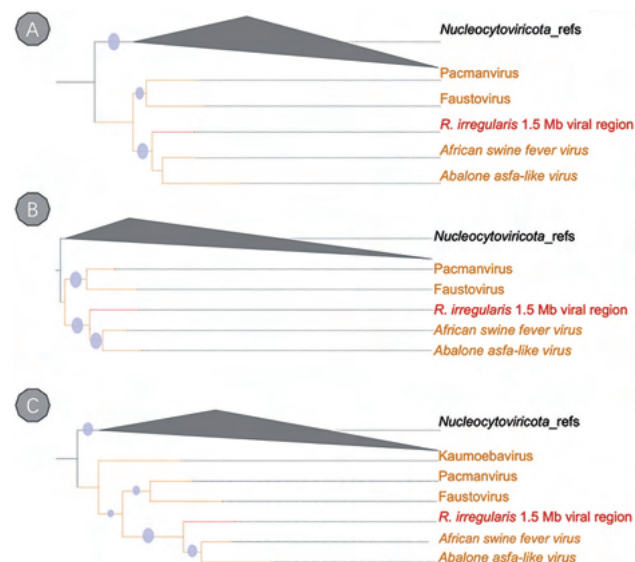 A
Nucleocytoviricota_refs
Pacmanvirus
Faustovirus
R. irregularis 1.5 Mb viral region
African swine fever virus
Abalone asfa-like virus
B
Nucleocytoviricota_refs
Pacmanvirus
Faustovirus
R. irregularis 1.5 Mb viral region
African swine fever virus
Abalone asfa-like virus
C
Nucleocytoviricota_refs
Kaumoebavirus
Pacmanvirus
Faustovirus
R. irregularis 1.5 Mb viral region
African swine fever virus
Abalone asfa-like virus